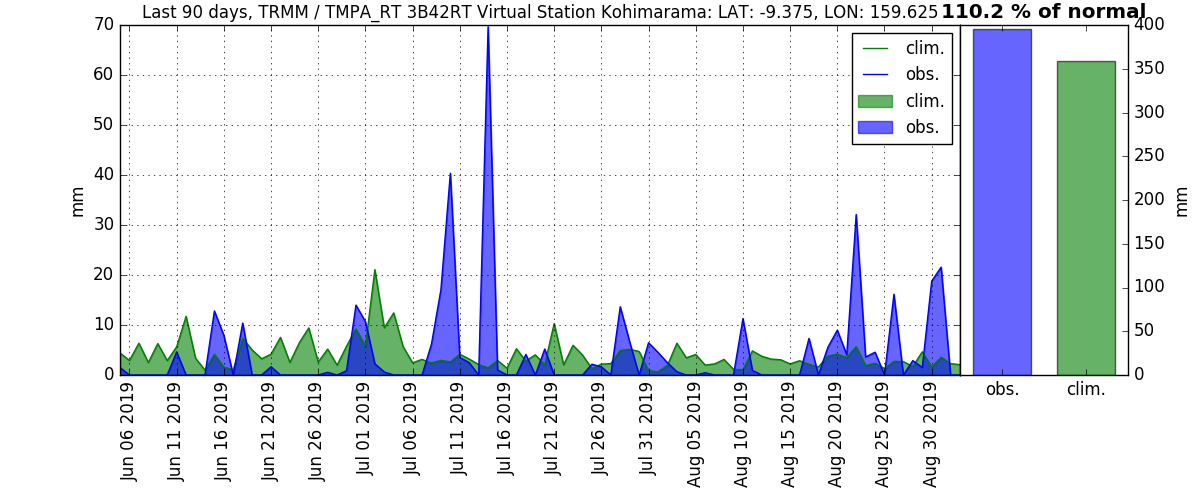 Last 90 days, TRMM / TMPA_RT 3B42RT Virtual Station Kohimarama: LAT: -9.375, LON: 159.625
110.2 % of normal
70
60
50
40
30
20
10
0
mm
clim.
obs.
clim.
obs.
Jun 06 2019
Jun 11 2019
Jun 16 2019
Jun 21 2019
Jun 26 2019
Jul 01 2019
Jul 06 2019
Jul 11 2019
Jul 16 2019
Jul 21 2019
Jul 26 2019
Jul 31 2019
Aug 05 2019
Aug 10 2019
Aug 15 2019
Aug 20 2019
Aug 25 2019
Aug 30 2019
400
350
300
250
200
150
100
50
0
mm
obs.
clim.